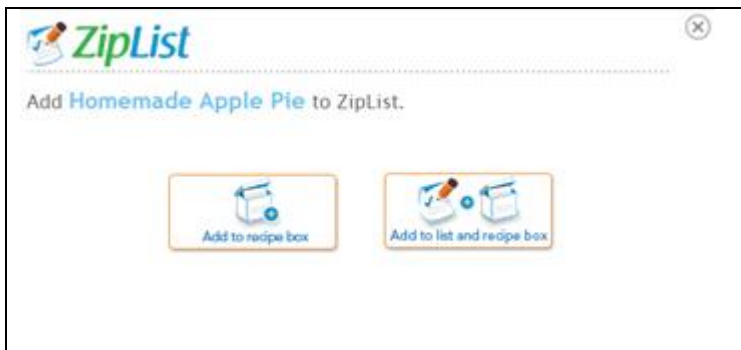 ZipList
Add Homemade Apple Pie to ZipList.
Add to recipe box
Add to list and recipe box